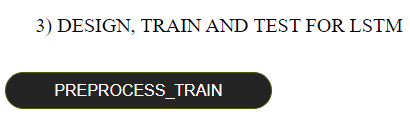 3) DESIGN, TRAIN AND TEST FOR LSTM
PREPROCESS_TRAIN